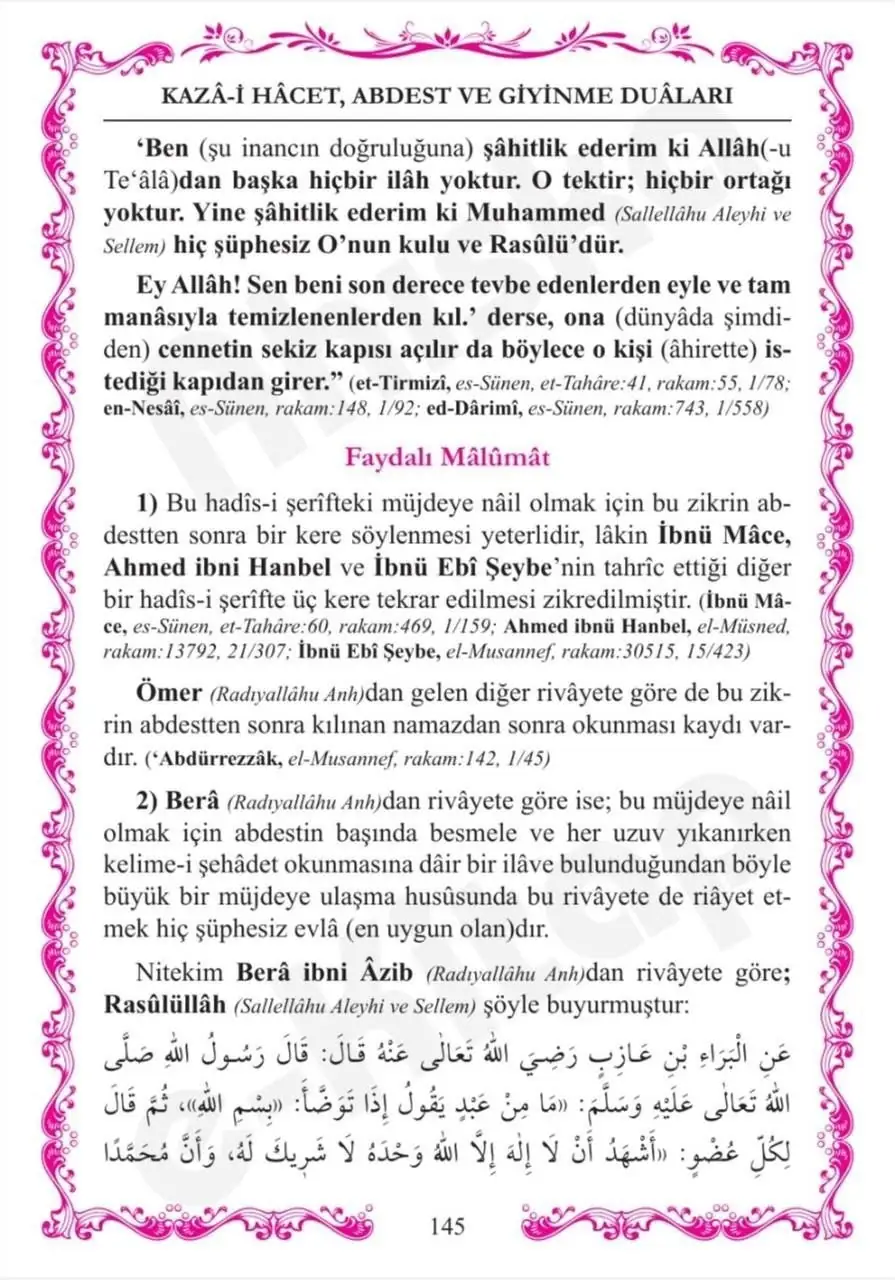 KAZÂ-İ HÂCET, ABDEST VE GİYİNME DUÂLARI
‘Ben (şu inancın doğruluğuna) şâhitlik ederim ki Allâh(-u
Te‘âlâ)dan başka hiçbir ilâh yoktur. O tektir; hiçbir ortağı
yoktur. Yine şâhitlik ederim ki Muhammed (Sallellâhu Aleyhi ve
Sellem) hiç şüphesiz O’nun kulu ve Rasûlü’dür.
Ey Allâh! Sen beni son derece tevbe edenlerden eyle ve tam
manâsıyla temizlenenlerden kıl.’ derse, ona (dünyâda şimdi-
den) cennetin sekiz kapısı açılır da böylece o kişi (âhirette) is-
tediği kapıdan girer.” (et-Tirmizî, es-Sünen, et-Tahâre:41, rakam:55, 1/78;
en-Nesâî, es-Sünen, rakam:148, 1/92; ed-Dârimî, es-Sünen, rakam:743, 1/558)
Faydalı Mâlûmât
1) Bu hadîs-i şerîfteki müjdeye nâil olmak için bu zikrin ab-
destten sonra bir kere söylenmesi yeterlidir, lâkin İbnü Mâce,
Ahmed ibni Hanbel ve İbnü Ebî Şeybe’nin tahrîc ettiği diğer
bir hadîs-i şerîfte üç kere tekrar edilmesi zikredilmiştir. (İbnü Mâ-
ce, es-Sünen, et-Tahâre:60, rakam:469, 1/159; Ahmed ibnü Hanbel, el-Müsned,
rakam:13792, 21/307; İbnü Ebî Şeybe, el-Musannef, rakam:30515, 15/423)
Ömer (Radıyallâhu Anh)dan gelen diğer rivâyete göre de bu zik-
rin abdestten sonra kılınan namazdan sonra okunması kaydı var-
dır. (‘Abdürrezzâk, el-Musannef, rakam:142, 1/45)
2) Berâ (Radıyallâhu Anh)dan rivâyete göre ise; bu müjdeye nâil
olmak için abdestin başında besmele ve her uzuv yıkanırken
kelime-i şehâdet okunmasına dâir bir ilâve bulunduğundan böyle
büyük bir müjdeye ulaşma husûsunda bu rivâyete de riâyet et-
mek hiç şüphesiz evlâ (en uygun olan)dır.
Nitekim Berâ ibni Âzib (Radıyallâhu Anh)dan rivâyete göre;
Rasûlüllâh (Sallellâhu Aleyhi ve Sellem) şöyle buyurmuştur:
عَنِ الْبَرَاءِ بْنِ عَازِبٍ رَضِيَ اللهُ تَعَالٰى عَنْهُ قَالَ: قَالَ رَسُولُ اللهِ صَلَّى
اللهُ تَعَالٰى عَلَيْهِ وَسَلَّمَ: «مَا مِنْ عَبْدٍ يَقُولُ إِذَا تَوَضَّأَ: «بِسْمِ اللهِ»، ثُمَّ قَالَ
لِكُلِّ عُضْوٍ: «أَشْهَدُ أَنْ لَا إِلٰهَ إِلَّا اللهُ وَحْدَهُ لَا شَرِيكَ لَهُ، وَأَنَّ مُحَمَّدًا
145